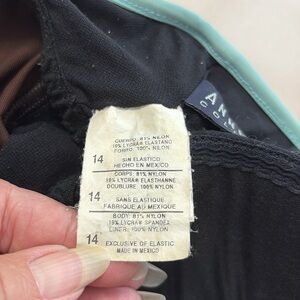 CUERPO: 81% NILON
19% LYCRA® ELASTANO
FORRO: 100% NILON
14
SIN ELASTICO
HECHO EN MEXICO
CORPS: 81% NYLON
19% LYCRA® ELASTHANNE
DOUBLURE: 100% NYLON
14
SANS ELASTIQUE
FABRIQUE AU MEXIQUE
BODY: 81% NYLON
19% LYCRA® SPANDEX
LINER: 100% NYLON
14
EXCLUSIVE OF ELASTIC
MADE IN MEXICO